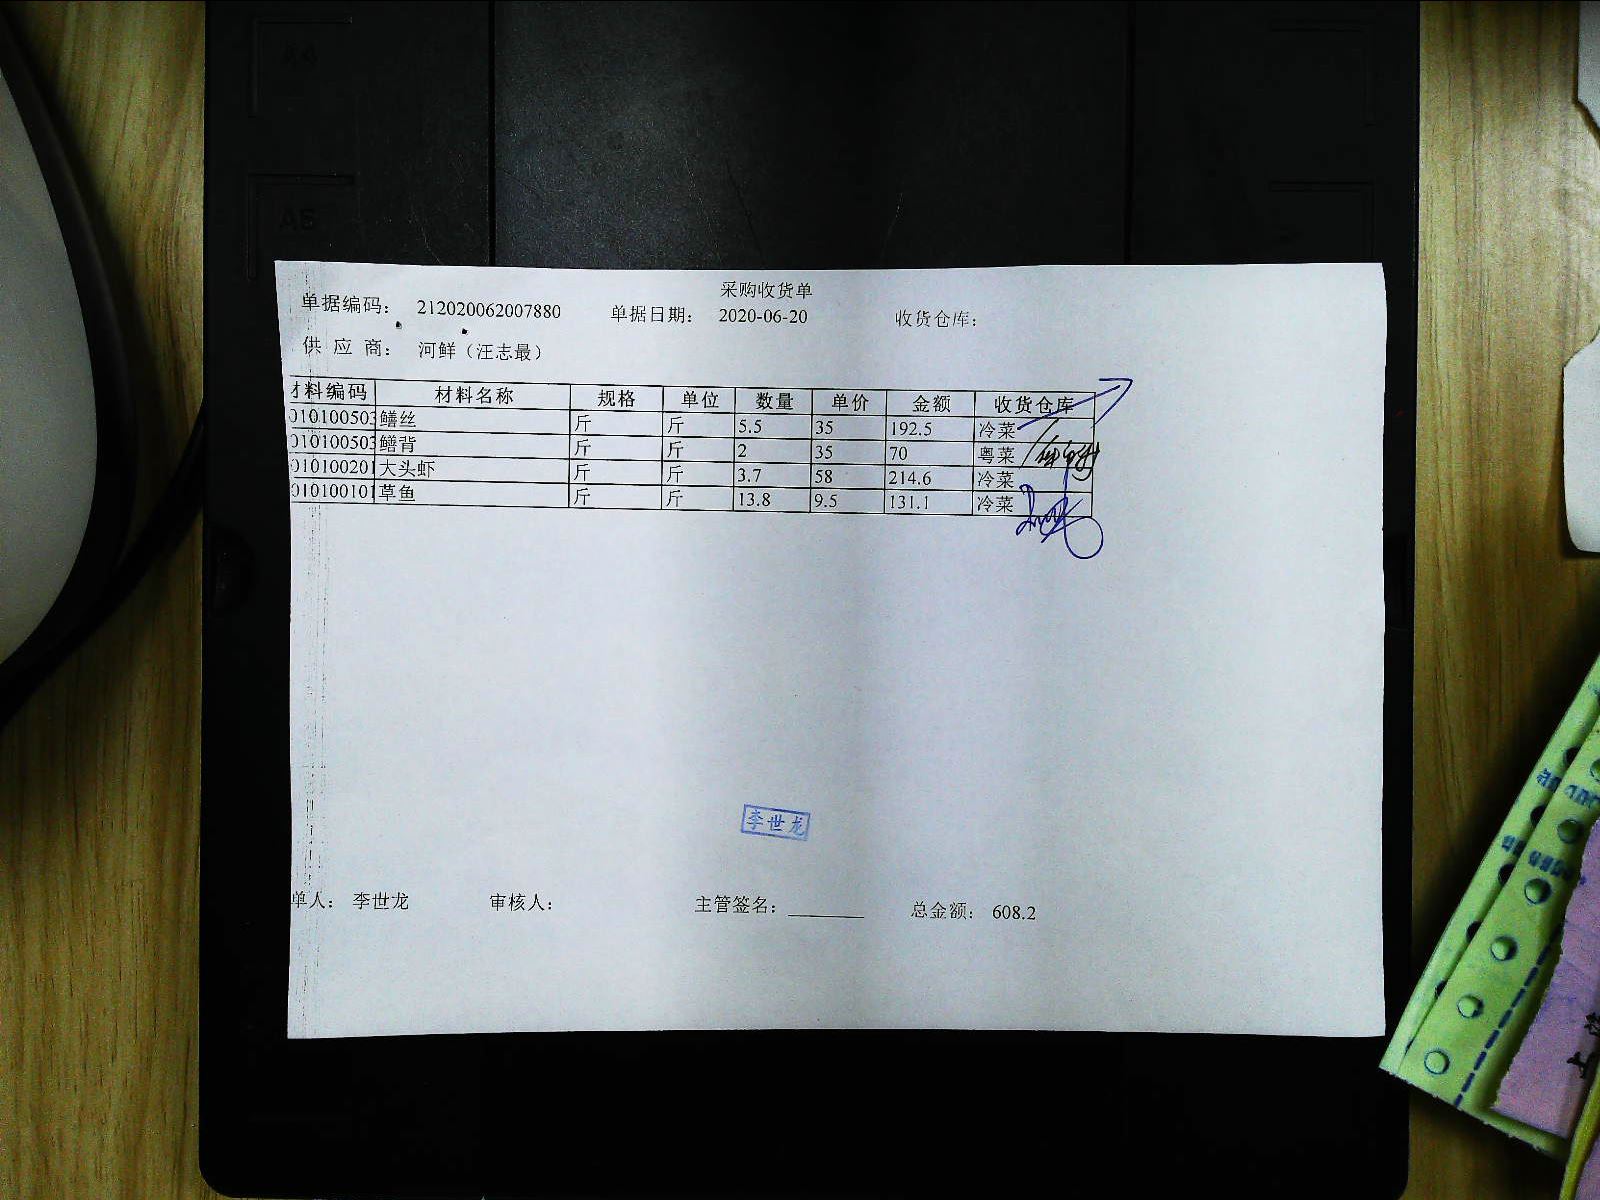 采购收货单
单据编码: 212020062007880 单据日期: 2020-06-20 收货仓库:
供 应 商: 河鲜（汪志最）
材料编码 材料名称 规格 单位 数量 单价 金额 收货仓库
010100503 鳝丝 斤 斤 5.5 35 192.5 冷菜
010100503 鳝背 斤 斤 2 35 70 粤菜
010100201 大头虾 斤 斤 3.7 58 214.6 冷菜
010100101 草鱼 斤 斤 13.8 9.5 131.1 冷菜
李世龙
单人: 李世龙 审核人: 主管签名: 总金额: 608.2